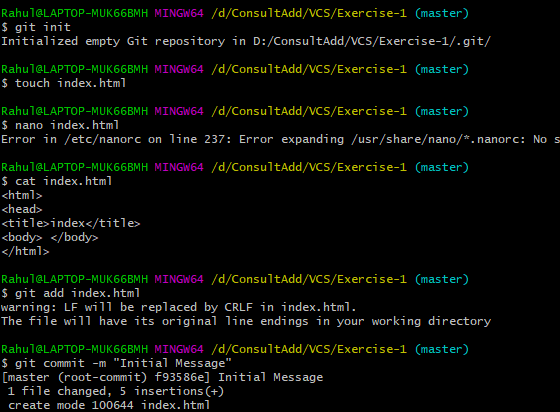 Rahul@LAPTOP-MUK66BMH MINGW64 /d/ConsultAdd/VCS/Exercise-1 (master)
$ git init
Initialized empty Git repository in D:/ConsultAdd/VCS/Exercise-1/.git/
Rahul@LAPTOP-MUK66BMH MINGW64 /d/ConsultAdd/VCS/Exercise-1 (master)
$ touch index.html
Rahul@LAPTOP-MUK66BMH MINGW64 /d/ConsultAdd/VCS/Exercise-1 (master)
$ nano index.html
Error in /etc/nanorc on line 237: Error expanding /usr/share/nano/*.nanorc: No s
Rahul@LAPTOP-MUK66BMH MINGW64 /d/ConsultAdd/VCS/Exercise-1 (master)
$ cat index.html
<html>
<head>
<title>index</title>
<body> </body>
</html>
Rahul@LAPTOP-MUK66BMH MINGW64 /d/ConsultAdd/VCS/Exercise-1 (master)
$ git add index.html
warning: LF will be replaced by CRLF in index.html.
The file will have its original line endings in your working directory
Rahul@LAPTOP-MUK66BMH MINGW64 /d/ConsultAdd/VCS/Exercise-1 (master)
$ git commit -m "Initial Message"
[master (root-commit) f93586e] Initial Message
 1 file changed, 5 insertions(+)
 create mode 100644 index.html